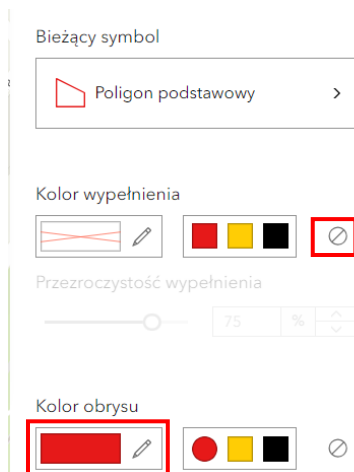 Bieżący symbol
Poligon podstawowy
Kolor wypełnienia
Przezroczystość wypełnienia
75 %
Kolor obrysu